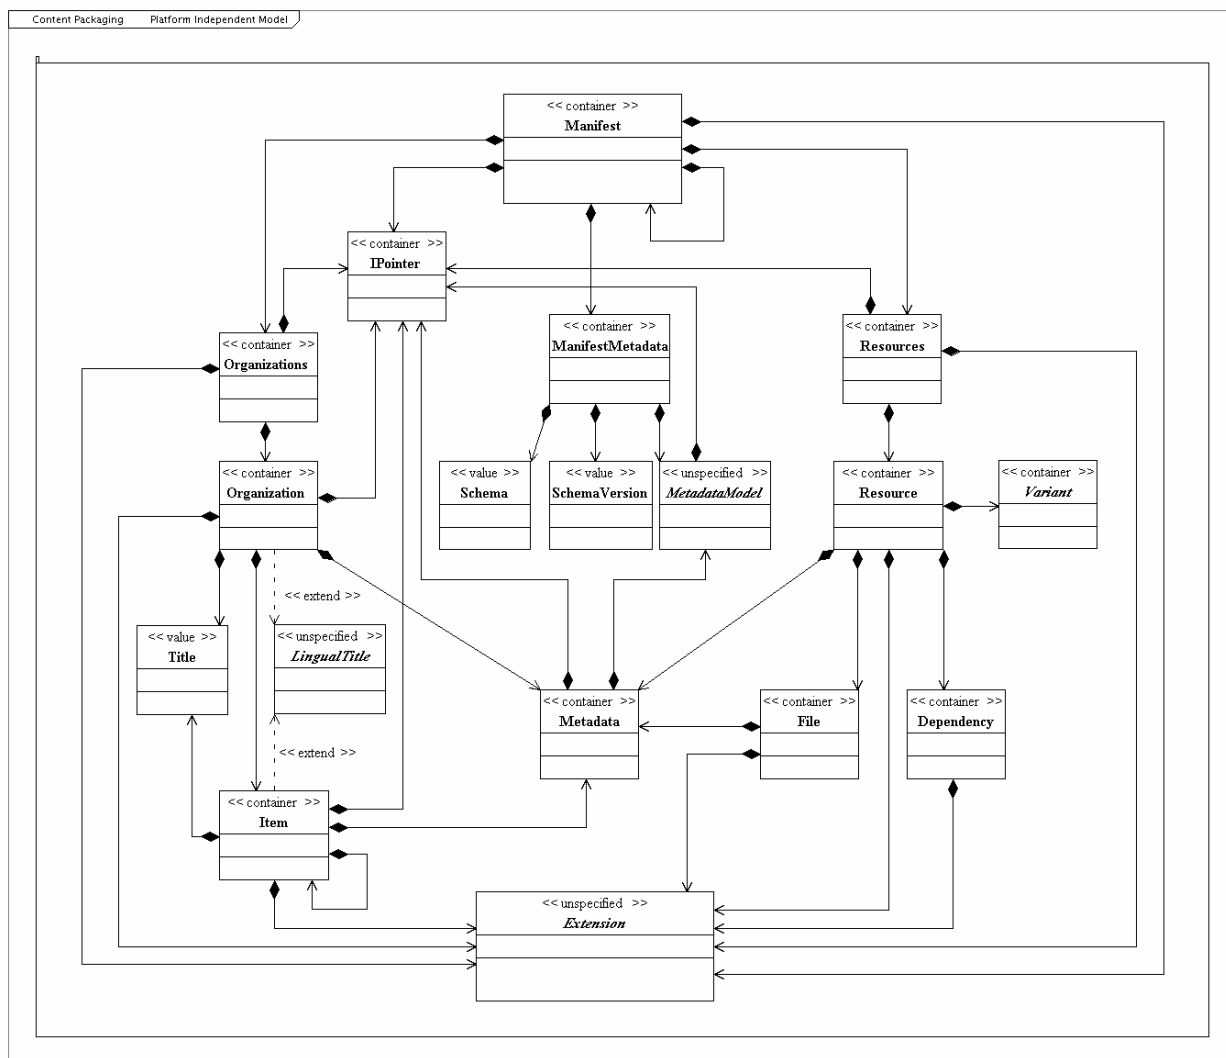 Content Packaging Platform Independent Model
<< container >>
Manifest
<< container >>
IPointer
<< container >>
Organizations
<< container >>
ManifestMetadata
<< container >>
Resources
<< container >>
Organization
<< value >>
Schema
<< value >>
SchemaVersion
<< unspecified >>
MetadataModel
<< container >>
Resource
<< container >>
Variant
<< extend >>
<< value >>
Title
<< unspecified >>
LingualTitle
<< container >>
Metadata
<< container >>
File
<< container >>
Dependency
<< extend >>
<< container >>
Item
<< unspecified >>
Extension